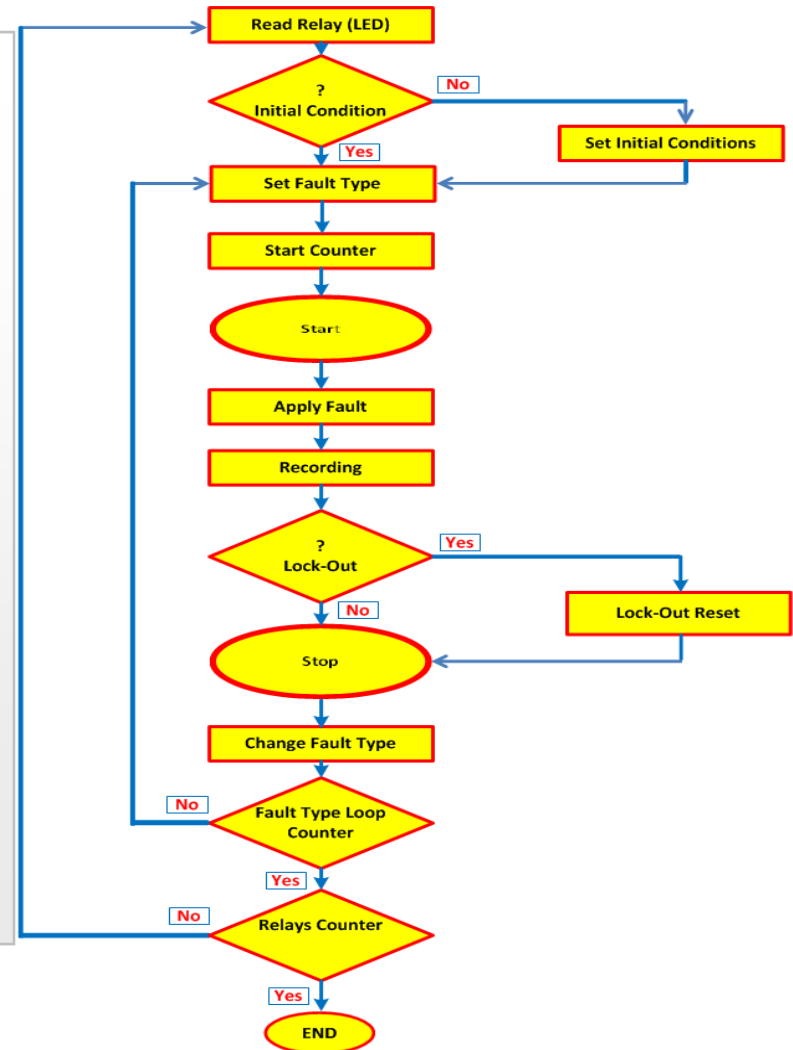 Read Relay (LED)
?
Initial Condition
No
Yes
Set Initial Conditions
Set Fault Type
Start Counter
Start
Apply Fault
Recording
?
Lock-Out
Yes
No
Lock-Out Reset
Stop
Change Fault Type
Fault Type Loop
Counter
No
Yes
Relays Counter
No
Yes
END